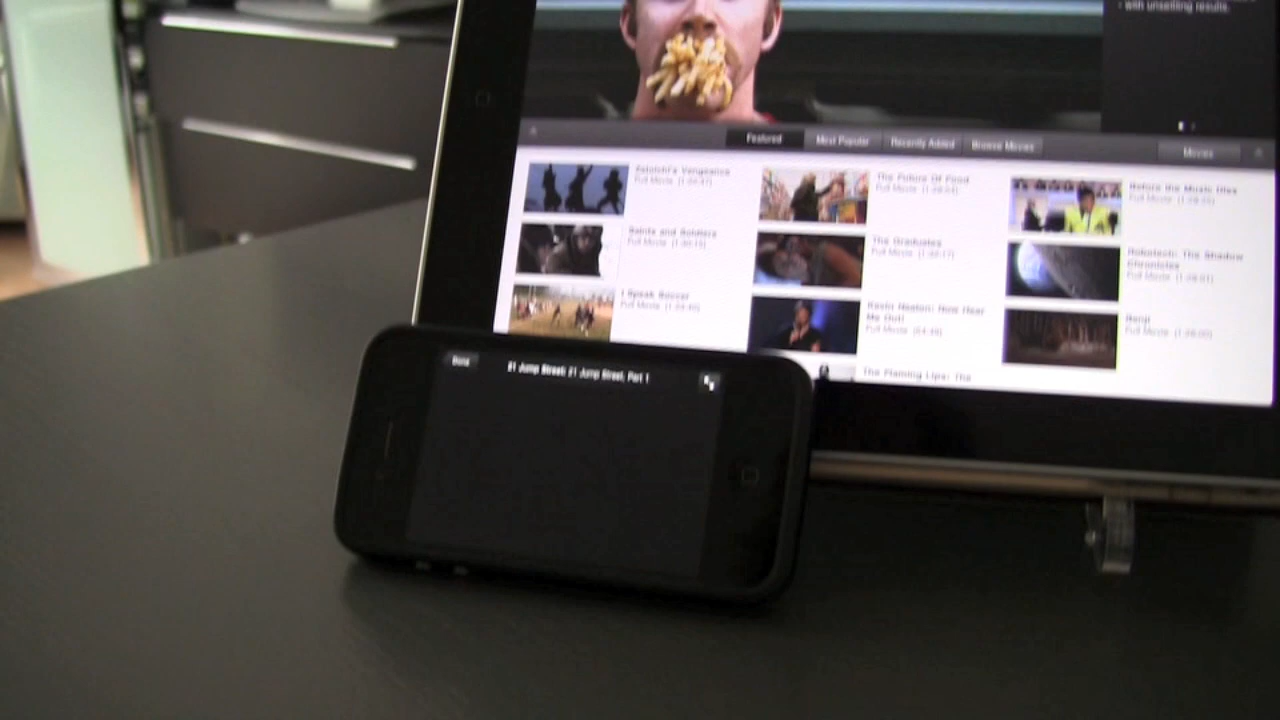 - with unsettling results.
Featured
Most Popular
Recently Added
Browse Movies
Movies
Full Movie
The Future Of Food
Full Movie
Before the Music Dies
Full Movie
Saints and Soldiers
Full Movie
The Graduates
Full Movie
Robotech: The Shadow
Chronicles
Full Movie
I Speak Soccer
Full Movie
Kevin Nealon: Now Hear
Me Out!
Full Movie
Benji
Full Movie
The Flaming Lips: The
Done
21 Jump Street: 21 Jump Street, Part 1